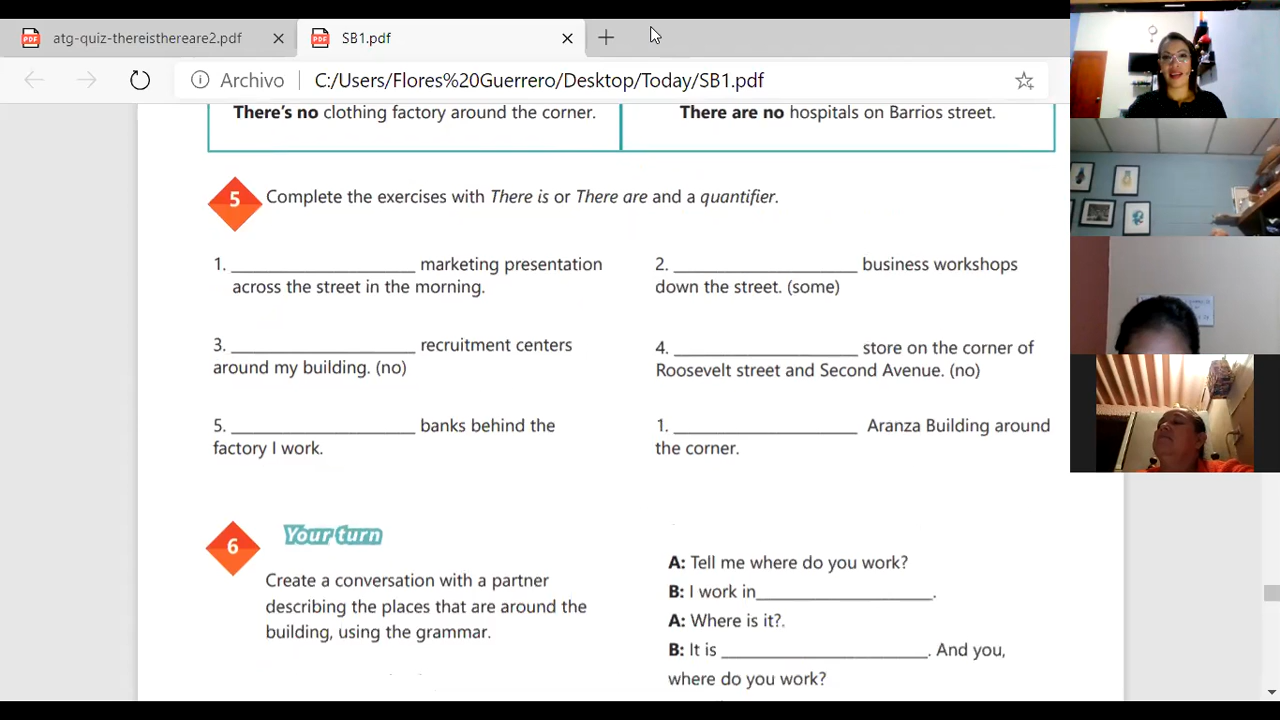 atg-quiz-thereisthereare2.pdf
SB1.pdf
Archivo
C:/Users/Flores%20Guerrero/Desktop/Today/SB1.pdf
There's no clothing factory around the corner.
There are no hospitals on Barrios street.
5
Complete the exercises with There is or There are and a quantifier.
1. ____________________ marketing presentation
across the street in the morning.
2. ____________________ business workshops
down the street. (some)
3. ____________________ recruitment centers
around my building. (no)
4. ____________________ store on the corner of
Roosevelt street and Second Avenue. (no)
5. ____________________ banks behind the
factory I work.
1. ____________________ Aranza Building around
the corner.
6
Your turn
Create a conversation with a partner
describing the places that are around the
building, using the grammar.
A: Tell me where do you work?
B: I work in___________________.
A: Where is it?.
B: It is ______________________. And you,
where do you work?